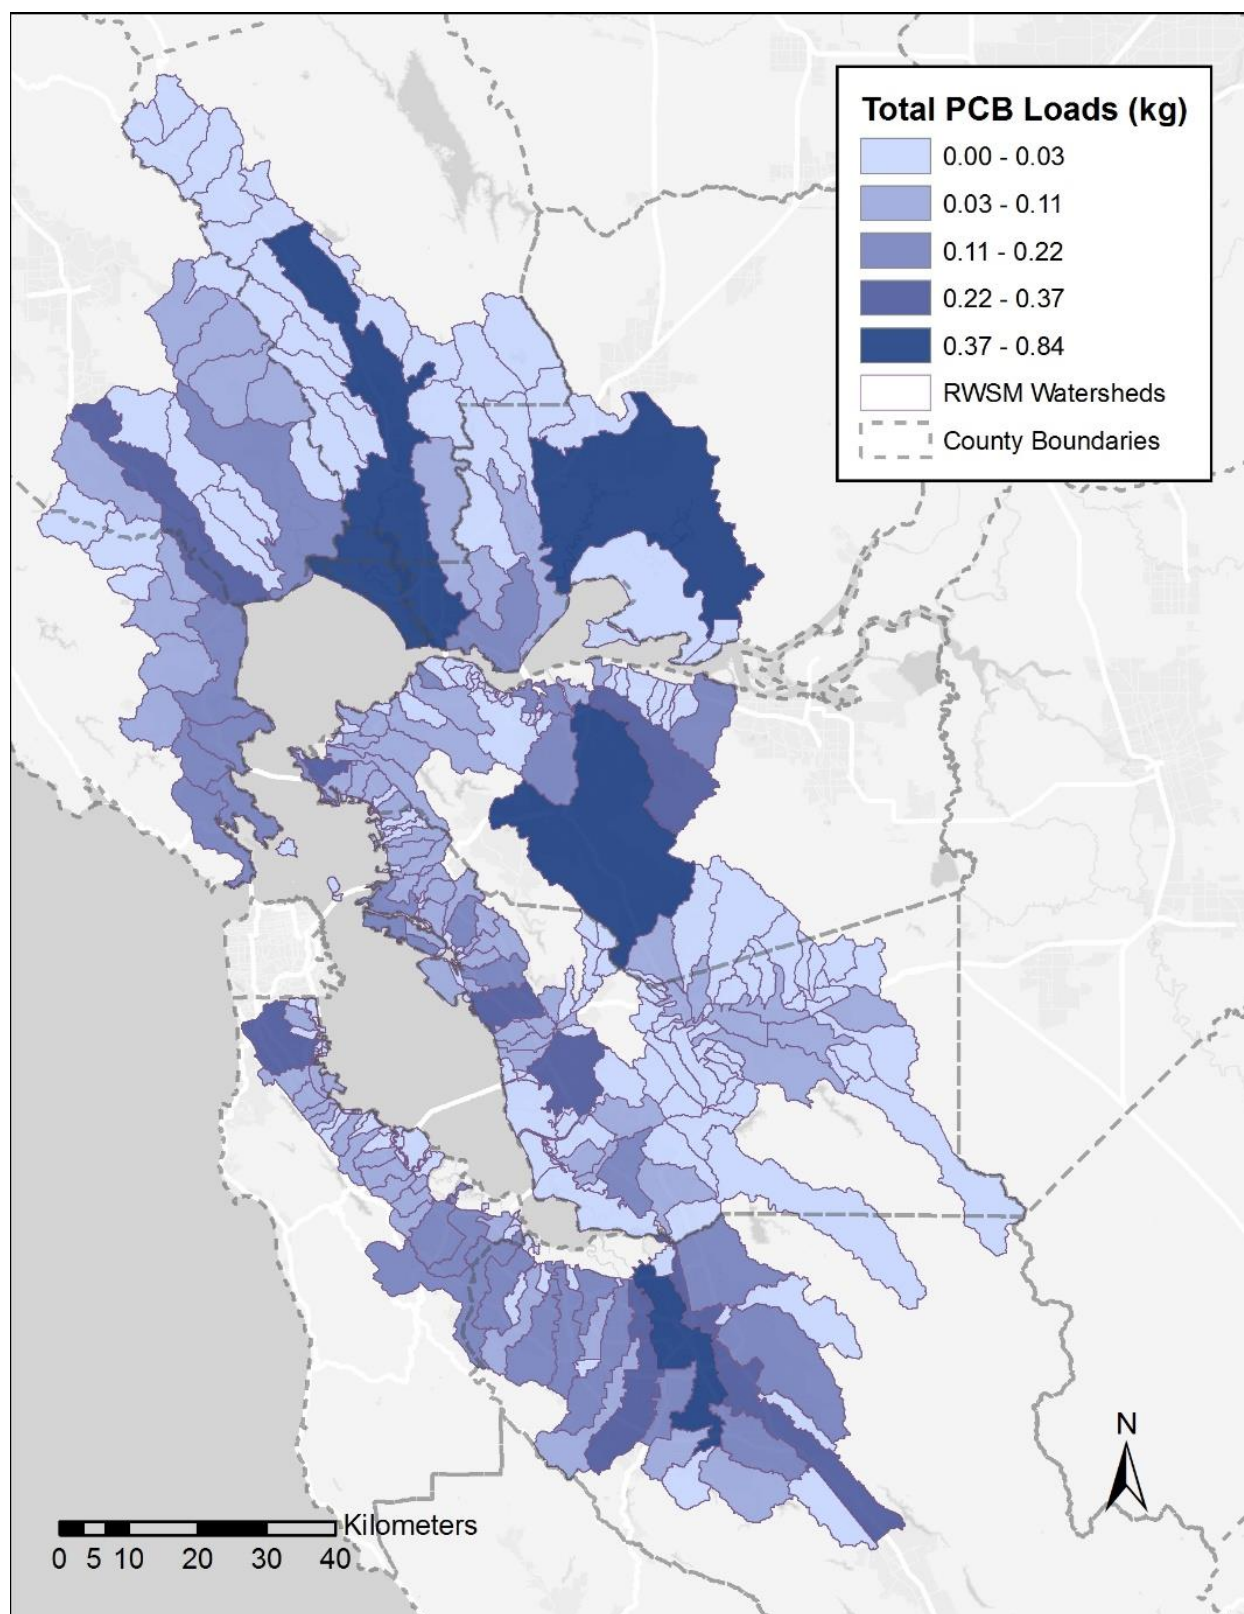 Total PCB Loads (kg)
0.00 - 0.03
0.03 - 0.11
0.11 - 0.22
0.22 - 0.37
0.37 - 0.84
RWSM Watersheds
County Boundaries
N
Kilometers
0 5 10 20 30 40